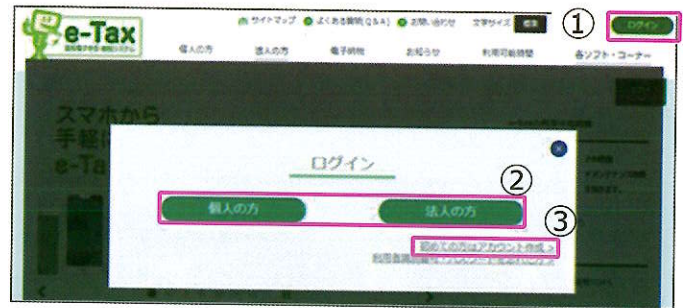 サイトマップ よくある質問(Q&A) お問い合わせ 文字サイズ 標準 ① ログイン
e-Tax
国税電子申告・納税システム
個人の方 法人の方 電子納税 お知らせ 利用可能時間 各ソフト・コーナー
スマホから
手軽に
e-Ta
ログイン
②
個人の方 法人の方
③
初めての方はアカウント作成 >